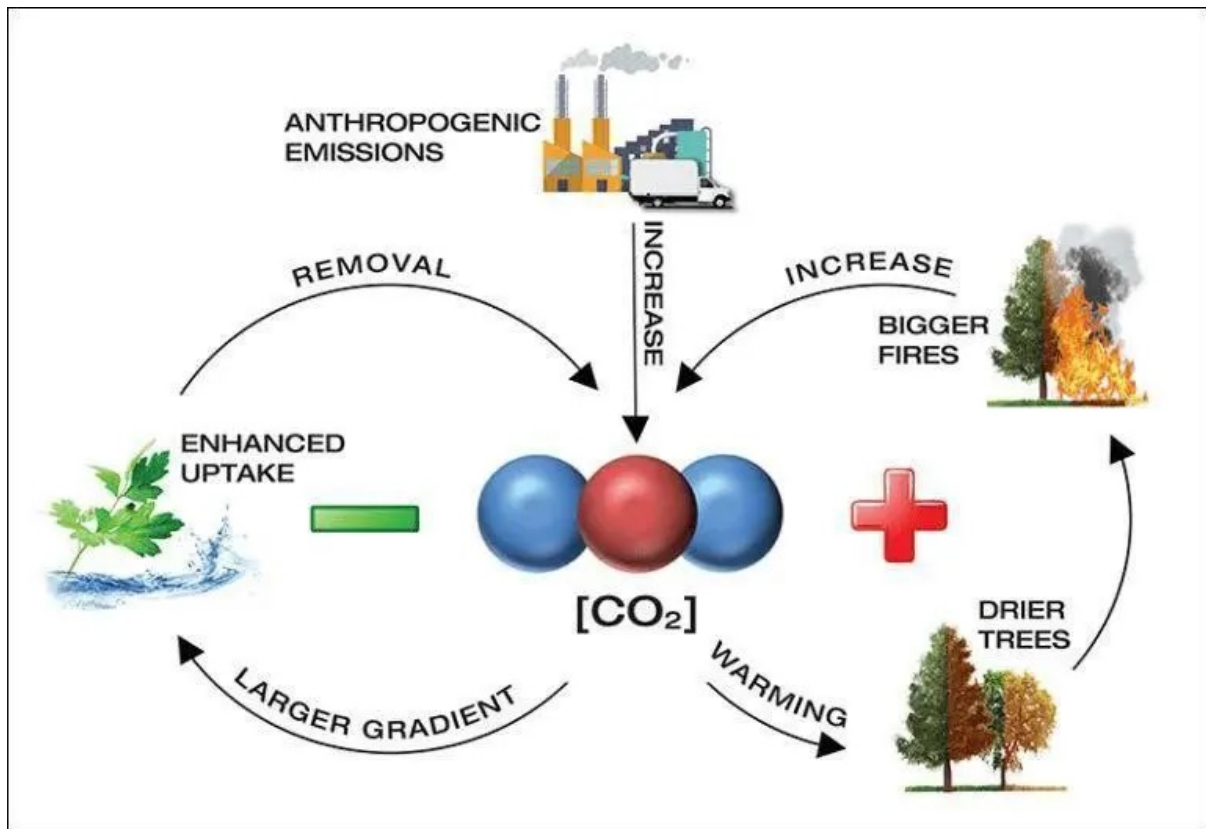 ANTHROPOGENIC
EMISSIONS
INCREASE
REMOVAL
INCREASE
BIGGER
FIRES
ENHANCED
UPTAKE
[CO₂]
DRIER
TREES
WARMING
LARGER GRADIENT